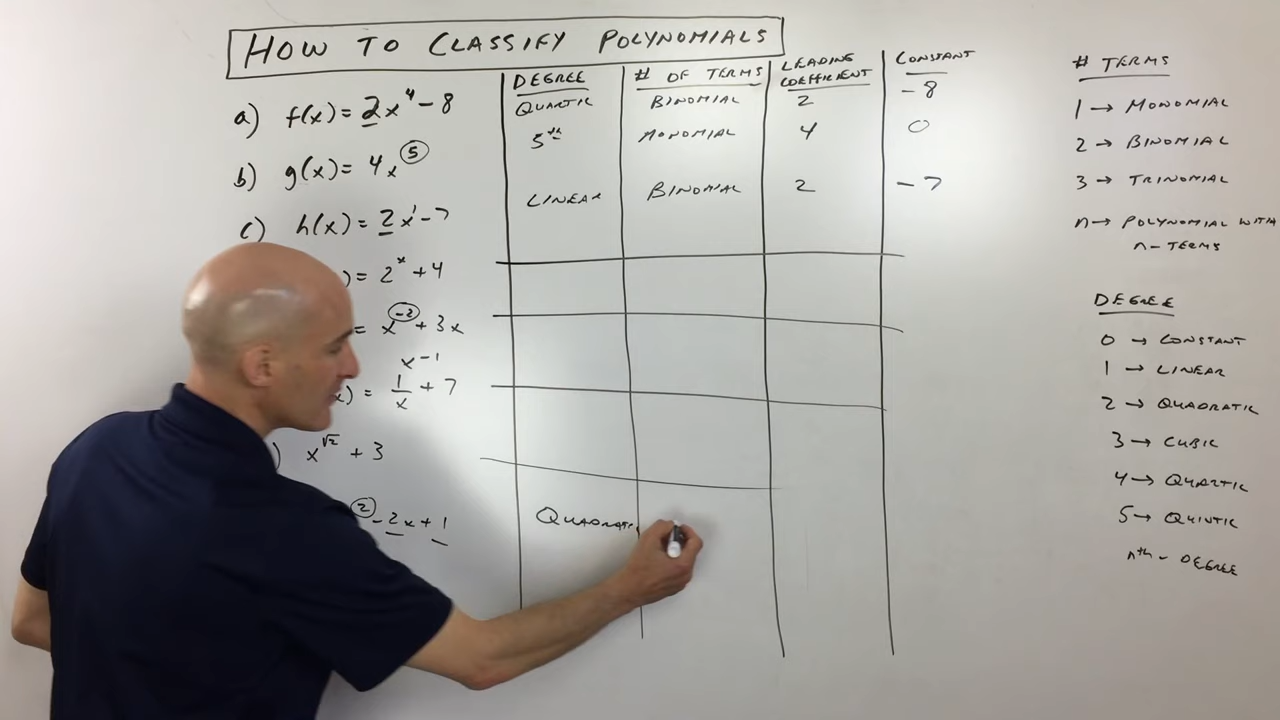 HOW TO CLASSIFY POLYNOMIALS
DEGREE # OF TERMS LEADING COEFFICIENT CONSTANT
a) f(x) = 2x⁴ - 8 QUARTIC BINOMIAL 2 -8
b) g(x) = 4x⁵ 5th MONOMIAL 4 0
c) h(x) = 2x¹ - 7 LINEAR BINOMIAL 2 -7
) = 2ˣ + 4
= x⁻² + 3x
x⁻¹
x) = 1/x + 7
) x^√2 + 3
2 - 2x + 1 QUADRATIC
# TERMS
1 → MONOMIAL
2 → BINOMIAL
3 → TRINOMIAL
n → POLYNOMIAL WITH
n - TERMS
DEGREE
0 → CONSTANT
1 → LINEAR
2 → QUADRATIC
3 → CUBIC
4 → QUARTIC
5 → QUINTIC
nth - DEGREE